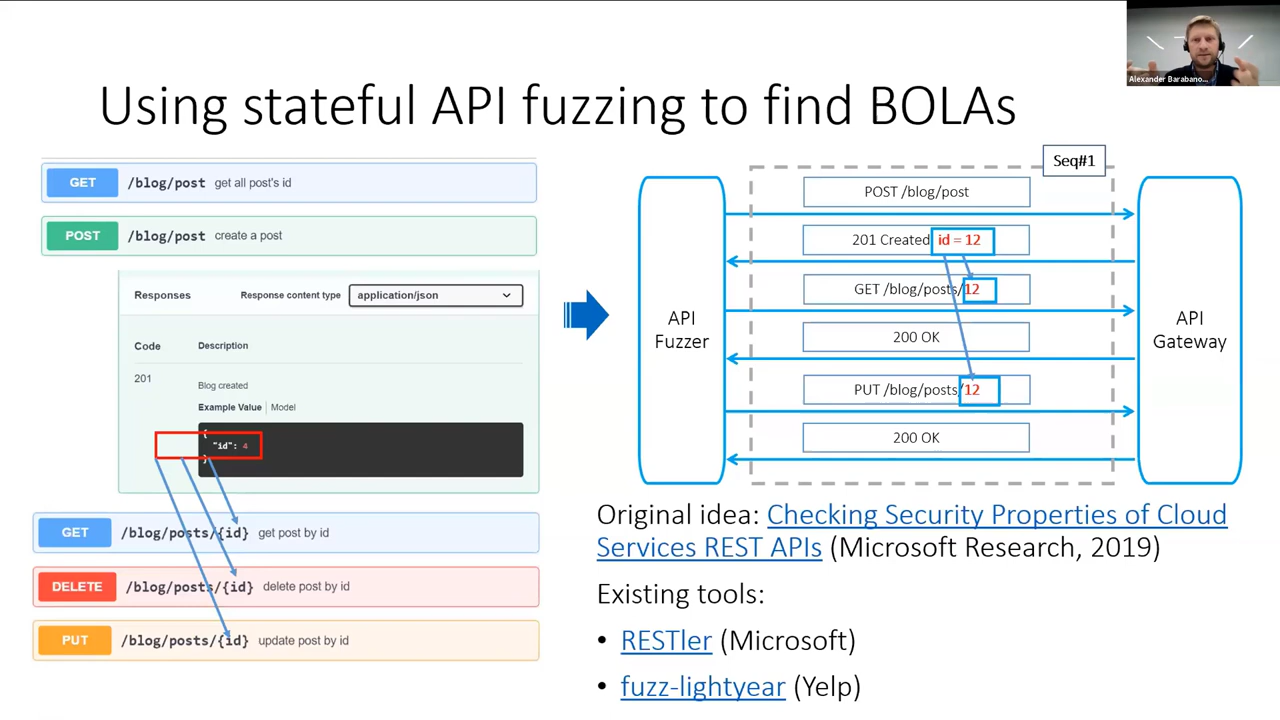 Alexander Barabano...
Using stateful API fuzzing to find BOLAs
GET /blog/post get all post's id
POST /blog/post create a post
Responses Response content type application/json
Code Description
201
Blog created
Example Value | Model
{
"id": 4
}
GET /blog/posts/{id} get post by id
DELETE /blog/posts/{id} delete post by id
PUT /blog/posts/{id} update post by id
Seq#1
API
Fuzzer
POST /blog/post
201 Created id = 12
GET /blog/posts/12
200 OK
PUT /blog/posts/12
200 OK
API
Gateway
Original idea: Checking Security Properties of Cloud
Services REST APIs (Microsoft Research, 2019)
Existing tools:
• RESTler (Microsoft)
• fuzz-lightyear (Yelp)